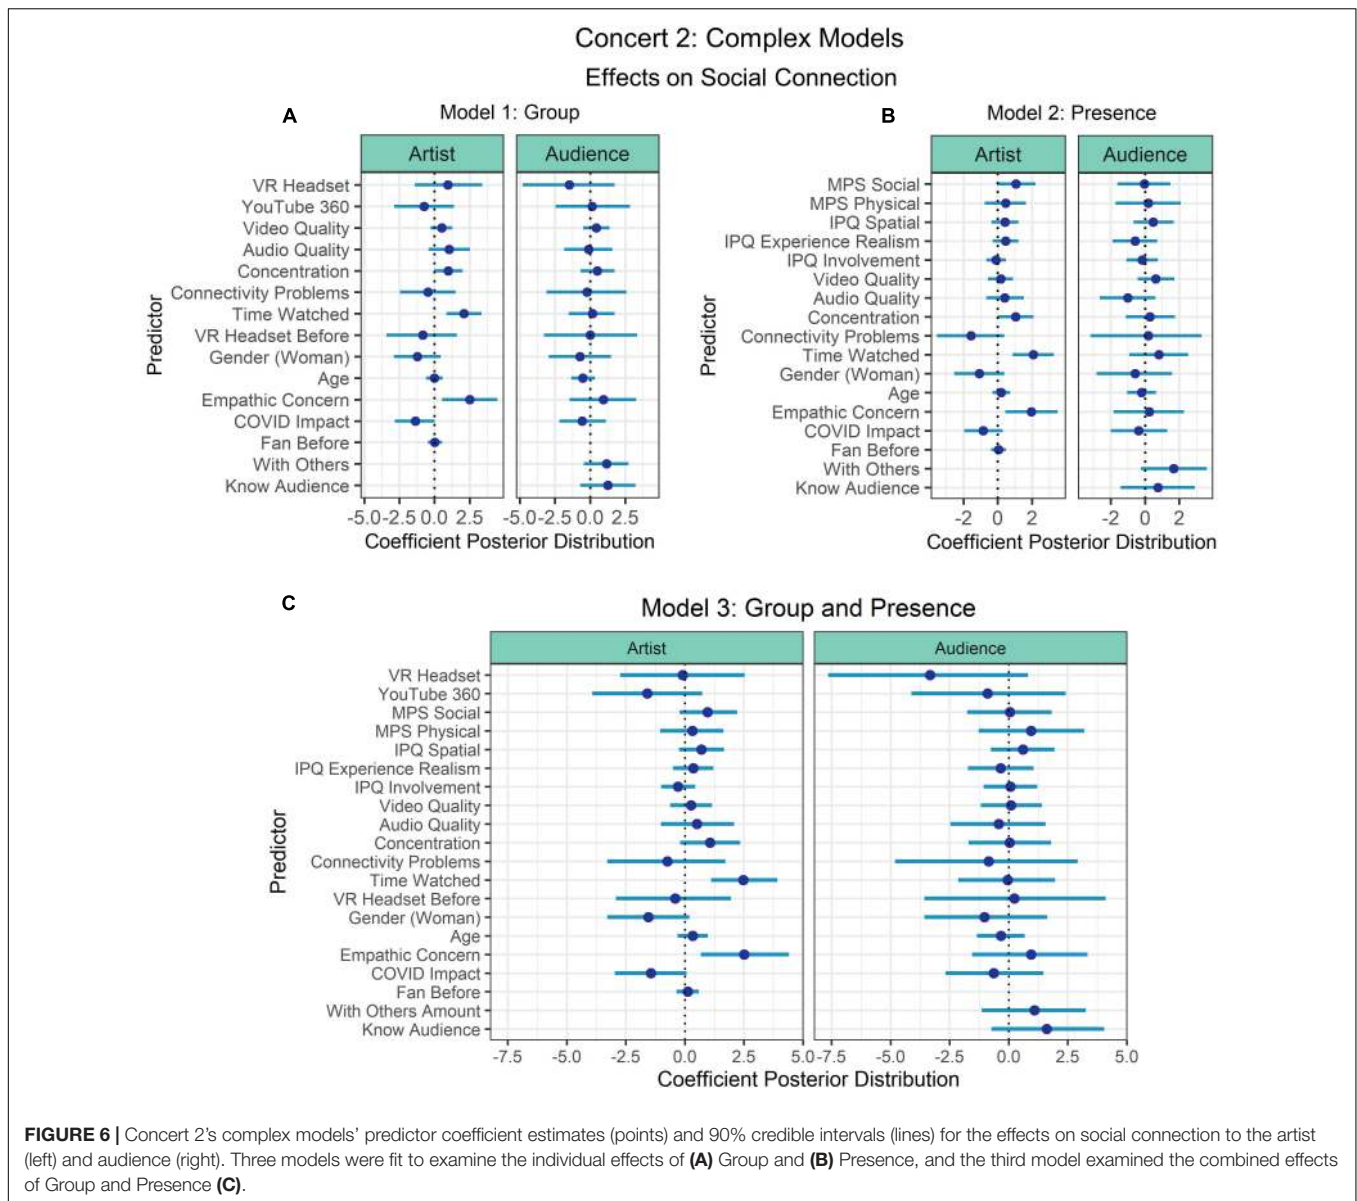 Concert 2: Complex Models
Effects on Social Connection
A
Model 1: Group
Artist
Audience
VR Headset
YouTube 360
Video Quality
Audio Quality
Concentration
Connectivity Problems
Time Watched
VR Headset Before
Gender (Woman)
Age
Empathic Concern
COVID Impact
Fan Before
With Others
Know Audience
Predictor
-5.0 -2.5 0.0 2.5
-5.0 -2.5 0.0 2.5
Coefficient Posterior Distribution
B
Model 2: Presence
Artist
Audience
MPS Social
MPS Physical
IPQ Spatial
IPQ Experience Realism
IPQ Involvement
Video Quality
Audio Quality
Concentration
Connectivity Problems
Time Watched
Gender (Woman)
Age
Empathic Concern
COVID Impact
Fan Before
With Others
Know Audience
Predictor
-2 0 2
-2 0 2
Coefficient Posterior Distribution
C
Model 3: Group and Presence
Artist
Audience
VR Headset
YouTube 360
MPS Social
MPS Physical
IPQ Spatial
IPQ Experience Realism
IPQ Involvement
Video Quality
Audio Quality
Concentration
Connectivity Problems
Time Watched
VR Headset Before
Gender (Woman)
Age
Empathic Concern
COVID Impact
Fan Before
With Others Amount
Know Audience
Predictor
-7.5 -5.0 -2.5 0.0 2.5 5.0
-7.5 -5.0 -2.5 0.0 2.5 5.0
Coefficient Posterior Distribution
FIGURE 6 | Concert 2's complex models' predictor coefficient estimates (points) and 90% credible intervals (lines) for the effects on social connection to the artist
(left) and audience (right). Three models were fit to examine the individual effects of (A) Group and (B) Presence, and the third model examined the combined effects
of Group and Presence (C).